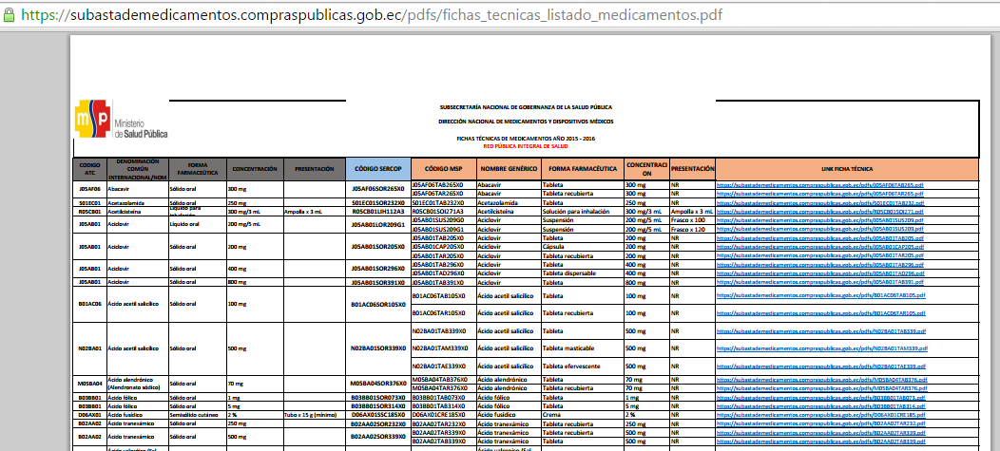 https://subastademedicamentos.compraspublicas.gob.ec/pdfs/fichas_tecnicas_listado_medicamentos.pdf
msp
Ministerio
de Salud Pública
SUBSECRETARÍA NACIONAL DE GOBERNANZA DE LA SALUD PÚBLICA
DIRECCIÓN NACIONAL DE MEDICAMENTOS Y DISPOSITIVOS MÉDICOS
FICHAS TÉCNICAS DE MEDICAMENTOS AÑO 2015 - 2016
RED PÚBLICA INTEGRAL DE SALUD
CODIGO ATC DENOMINACIÓN COMÚN INTERNACIONAL/NOM FORMA FARMACEÚTICA CONCENTRACIÓN PRESENTACIÓN CÓDIGO SERCOP CÓDIGO MSP NOMBRE GENÉRICO FORMA FARMACÉUTICA CONCENTRACI ON PRESENTACIÓN LINK FICHA TÉCNICA
J05AF06 Abacavir Sólido oral 300 mg J05AF06SOR265X0 J05AF06TAB265X0 Abacavir Tableta 300 mg NR https://subastademedicamentos.compraspublicas.gob.ec/pdfs/J05AF06TAB265.pdf
J05AF06TAR265X0 Abacavir Tableta recubierta 300 mg NR https://subastademedicamentos.compraspublicas.gob.ec/pdfs/J05AF06TAR265.pdf
S01EC01 Acetazolamida Sólido oral 250 mg S01EC01SOR232X0 S01EC01TAB232X0 Acetazolamida Tableta 250 mg NR https://subastademedicamentos.compraspublicas.gob.ec/pdfs/S01EC01TAB232.pdf
R05CB01 Acetilcisteína Líquido para inhalación 300 mg/3 mL Ampolla x 3 mL R05CB01LIH112A3 R05CB01SOI271A3 Acetilcisteína Solución para inhalación 300 mg/3 mL Ampolla x 3 mL https://subastademedicamentos.compraspublicas.gob.ec/pdfs/R05CB01SOI271.pdf
J05AB01 Aciclovir Líquido oral 200 mg/5 mL J05AB01LOR209G1 J05AB01SUS209G0 Aciclovir Suspensión 200 mg/5 mL Frasco x 100 https://subastademedicamentos.compraspublicas.gob.ec/pdfs/J05AB01SUS209.pdf
J05AB01SUS209G1 Aciclovir Suspensión 200 mg/5 mL Frasco x 120 https://subastademedicamentos.compraspublicas.gob.ec/pdfs/J05AB01SUS209.pdf
J05AB01 Aciclovir Sólido oral 200 mg J05AB01SOR205X0 J05AB01TAB205X0 Aciclovir Tableta 200 mg NR https://subastademedicamentos.compraspublicas.gob.ec/pdfs/J05AB01TAB205.pdf
J05AB01CAP205X0 Aciclovir Cápsula 200 mg NR https://subastademedicamentos.compraspublicas.gob.ec/pdfs/J05AB01CAP205.pdf
J05AB01TAR205X0 Aciclovir Tableta recubierta 200 mg NR https://subastademedicamentos.compraspublicas.gob.ec/pdfs/J05AB01TAR205.pdf
J05AB01 Aciclovir Sólido oral 400 mg J05AB01SOR296X0 J05AB01TAB296X0 Aciclovir Tableta 400 mg NR https://subastademedicamentos.compraspublicas.gob.ec/pdfs/J05AB01TAB296.pdf
J05AB01TAD296X0 Aciclovir Tableta dispersable 400 mg NR https://subastademedicamentos.compraspublicas.gob.ec/pdfs/J05AB01TAD296.pdf
J05AB01 Aciclovir Sólido oral 800 mg J05AB01SOR391X0 J05AB01TAB391X0 Aciclovir Tableta 800 mg NR https://subastademedicamentos.compraspublicas.gob.ec/pdfs/J05AB01TAB391.pdf
B01AC06 Ácido acetil salicílico Sólido oral 100 mg B01AC06SOR105X0 B01AC06TAB105X0 Ácido acetil salicílico Tableta 100 mg NR https://subastademedicamentos.compraspublicas.gob.ec/pdfs/B01AC06TAB105.pdf
B01AC06TAR105X0 Ácido acetil salicílico Tableta recubierta 100 mg NR https://subastademedicamentos.compraspublicas.gob.ec/pdfs/B01AC06TAR105.pdf
N02BA01 Ácido acetil salicílico Sólido oral 500 mg N02BA01SOR339X0 N02BA01TAB339X0 Ácido acetil salicílico Tableta 500 mg NR https://subastademedicamentos.compraspublicas.gob.ec/pdfs/N02BA01TAB339.pdf
N02BA01TAM339X0 Ácido acetil salicílico Tableta masticable 500 mg NR https://subastademedicamentos.compraspublicas.gob.ec/pdfs/N02BA01TAM339.pdf
N02BA01TAE339X0 Ácido acetil salicílico Tableta efervescente 500 mg NR https://subastademedicamentos.compraspublicas.gob.ec/pdfs/N02BA01TAE339.pdf
M05BA04 Ácido alendrónico (Alendronato sódico) Sólido oral 70 mg M05BA04SOR376X0 M05BA04TAB376X0 Ácido alendrónico Tableta 70 mg NR https://subastademedicamentos.compraspublicas.gob.ec/pdfs/M05BA04TAB376.pdf
M05BA04TAR376X0 Ácido alendrónico Tableta recubierta 70 mg NR https://subastademedicamentos.compraspublicas.gob.ec/pdfs/M05BA04TAR376.pdf
B03BB01 Ácido fólico Sólido oral 1 mg B03BB01SOR073X0 B03BB01TAB073X0 Ácido fólico Tableta 1 mg NR https://subastademedicamentos.compraspublicas.gob.ec/pdfs/B03BB01TAB073.pdf
B03BB01 Ácido fólico Sólido oral 5 mg B03BB01SOR314X0 B03BB01TAB314X0 Ácido fólico Tableta 5 mg NR https://subastademedicamentos.compraspublicas.gob.ec/pdfs/B03BB01TAB314.pdf
D06AX01 Ácido fusídico Semisólido cutáneo 2 % Tubo x 15 g (mínimo) D06AX01SSC185X0 D06AX01CRE185X0 Ácido fusídico Crema 2 % NR https://subastademedicamentos.compraspublicas.gob.ec/pdfs/D06AX01CRE185.pdf
B02AA02 Ácido tranexámico Sólido oral 250 mg B02AA02SOR232X0 B02AA02TAR232X0 Ácido tranexámico Tableta recubierta 250 mg NR https://subastademedicamentos.compraspublicas.gob.ec/pdfs/B02AA02TAR232.pdf
B02AA02 Ácido tranexámico Sólido oral 500 mg B02AA02SOR339X0 B02AA02TAR339X0 Ácido tranexámico Tableta recubierta 500 mg NR https://subastademedicamentos.compraspublicas.gob.ec/pdfs/B02AA02TAR339.pdf
B02AA02TAB339X0 Ácido tranexámico Tableta 500 mg NR https://subastademedicamentos.compraspublicas.gob.ec/pdfs/B02AA02TAB339.pdf